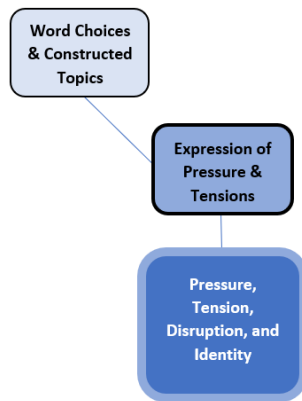 Word Choices
& Constructed
Topics
Expression of
Pressure &
Tensions
Pressure,
Tension,
Disruption, and
Identity